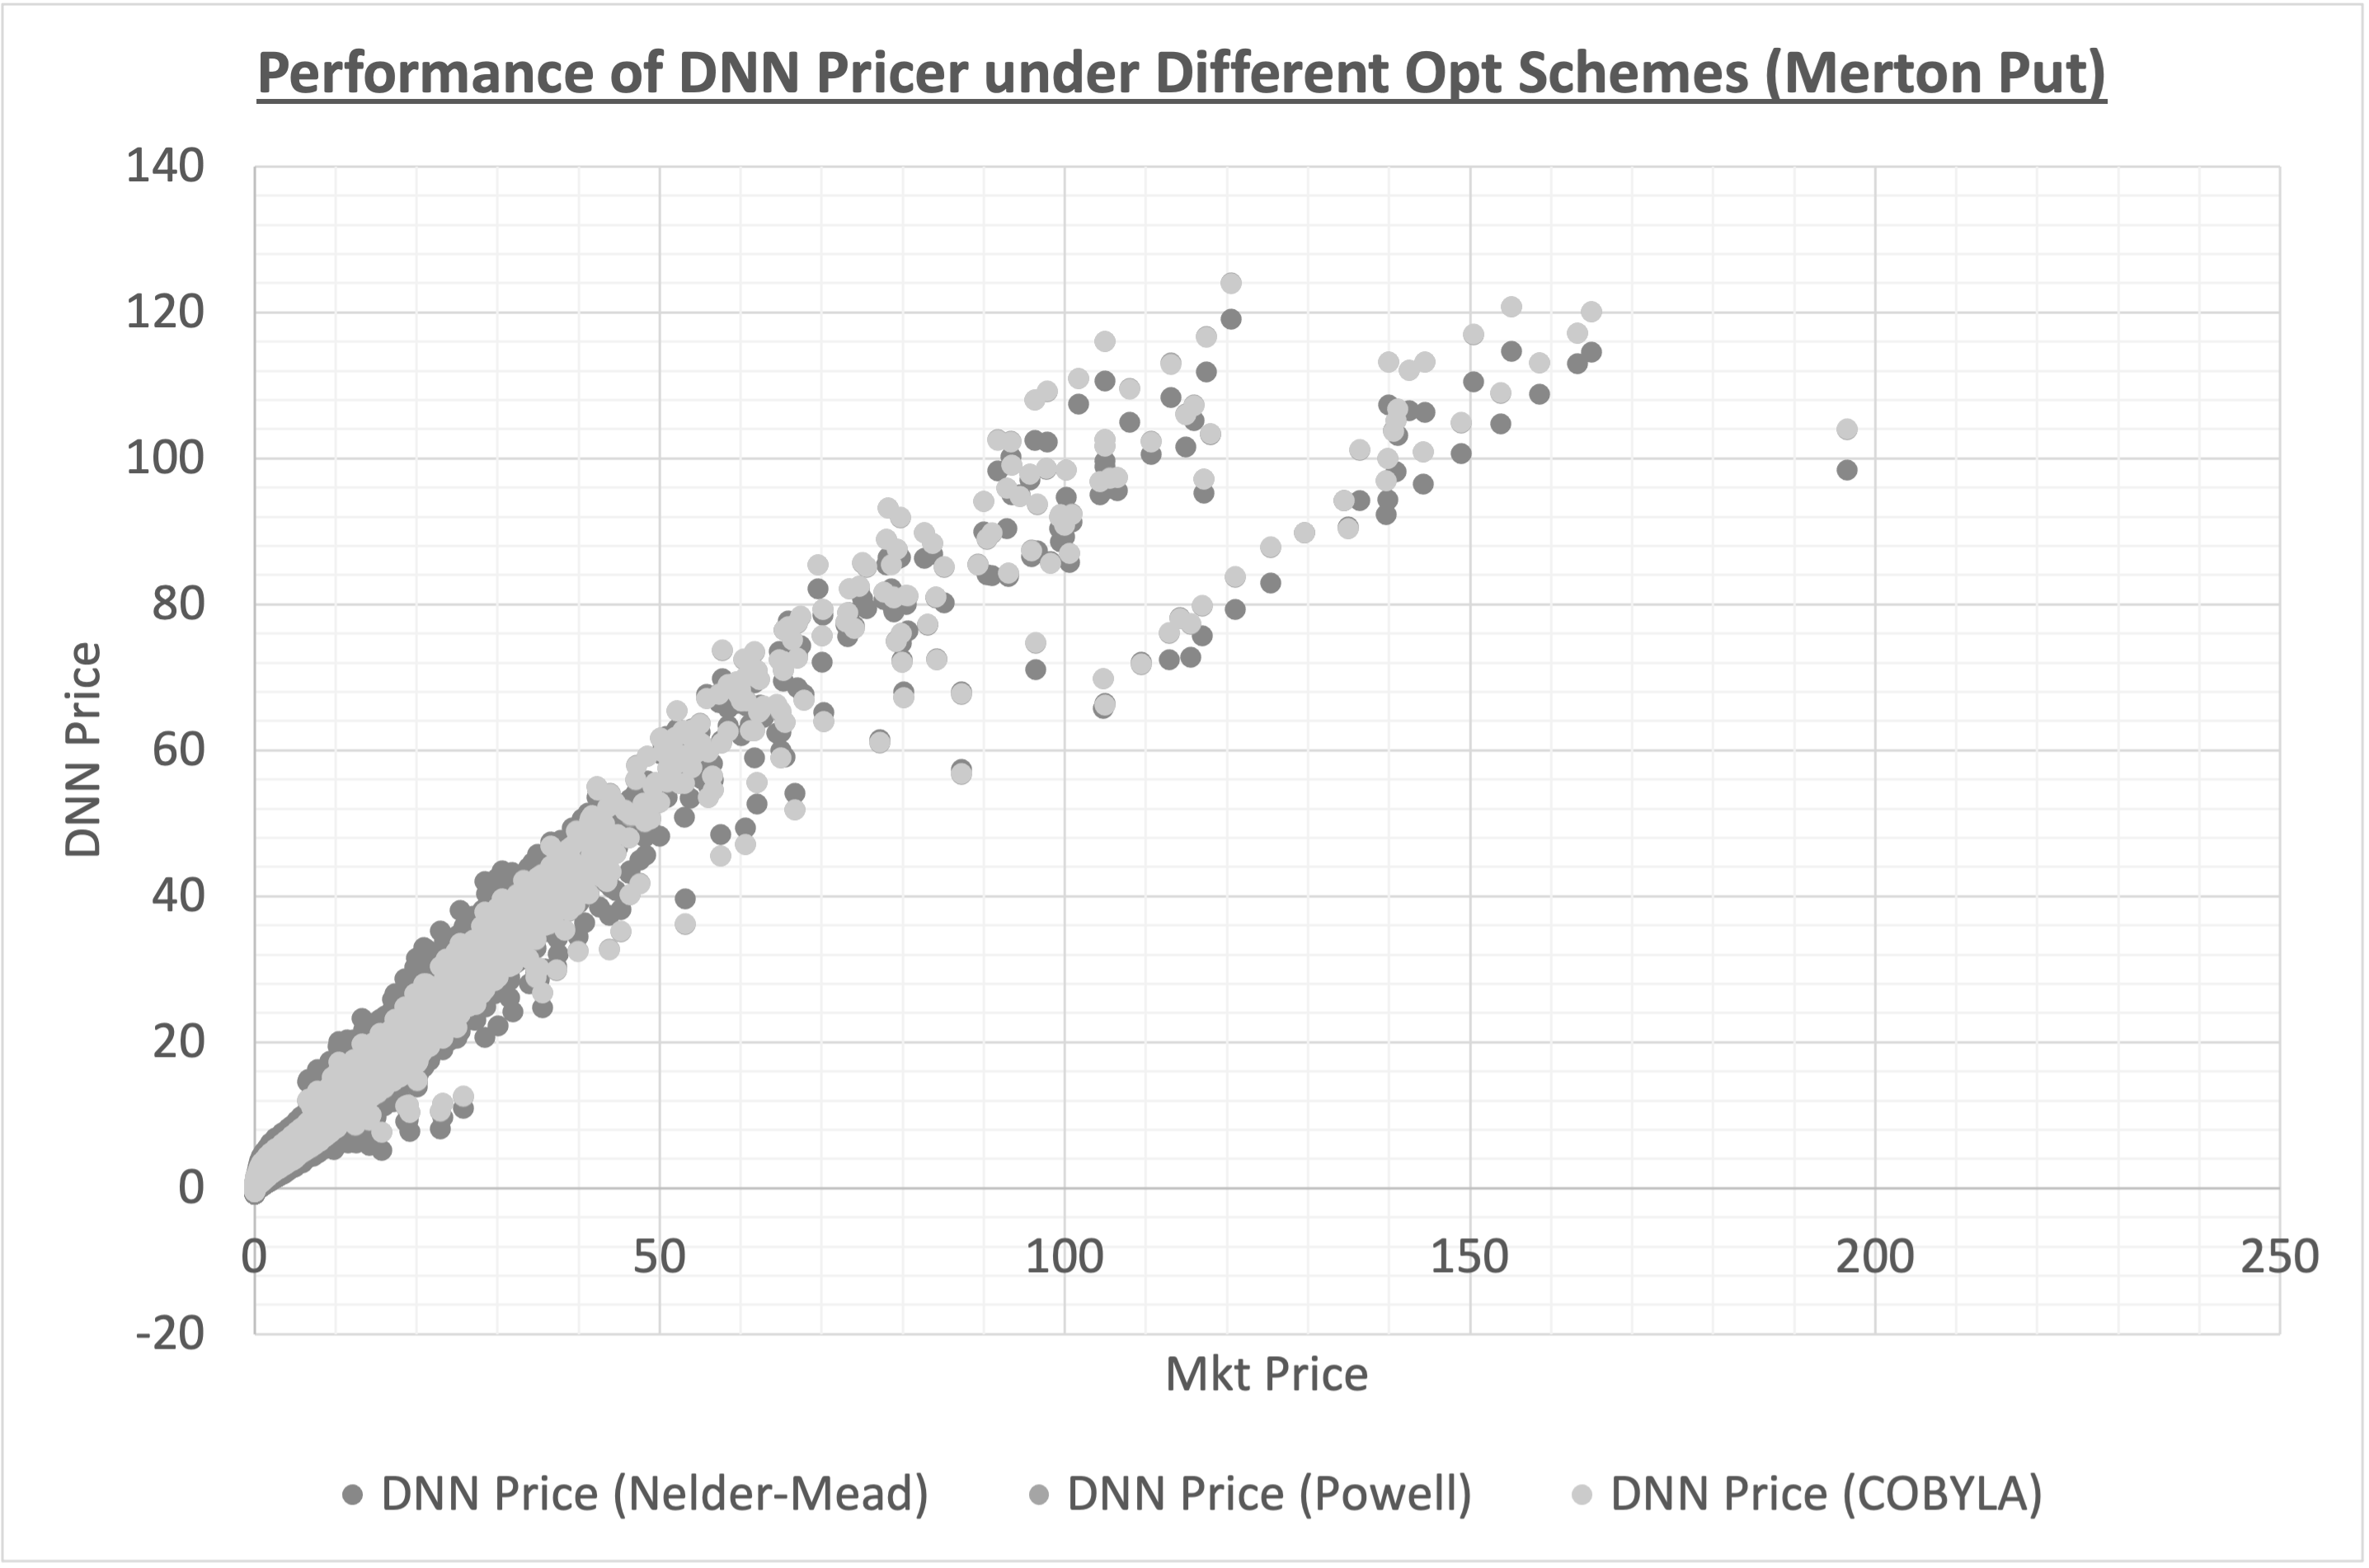 Performance of DNN Pricer under Different Opt Schemes (Merton Put)
140
120
100
80
60
40
20
0
-20
DNN Price
0 50 100 150 200 250
Mkt Price
DNN Price (Nelder-Mead) DNN Price (Powell) DNN Price (COBYLA)